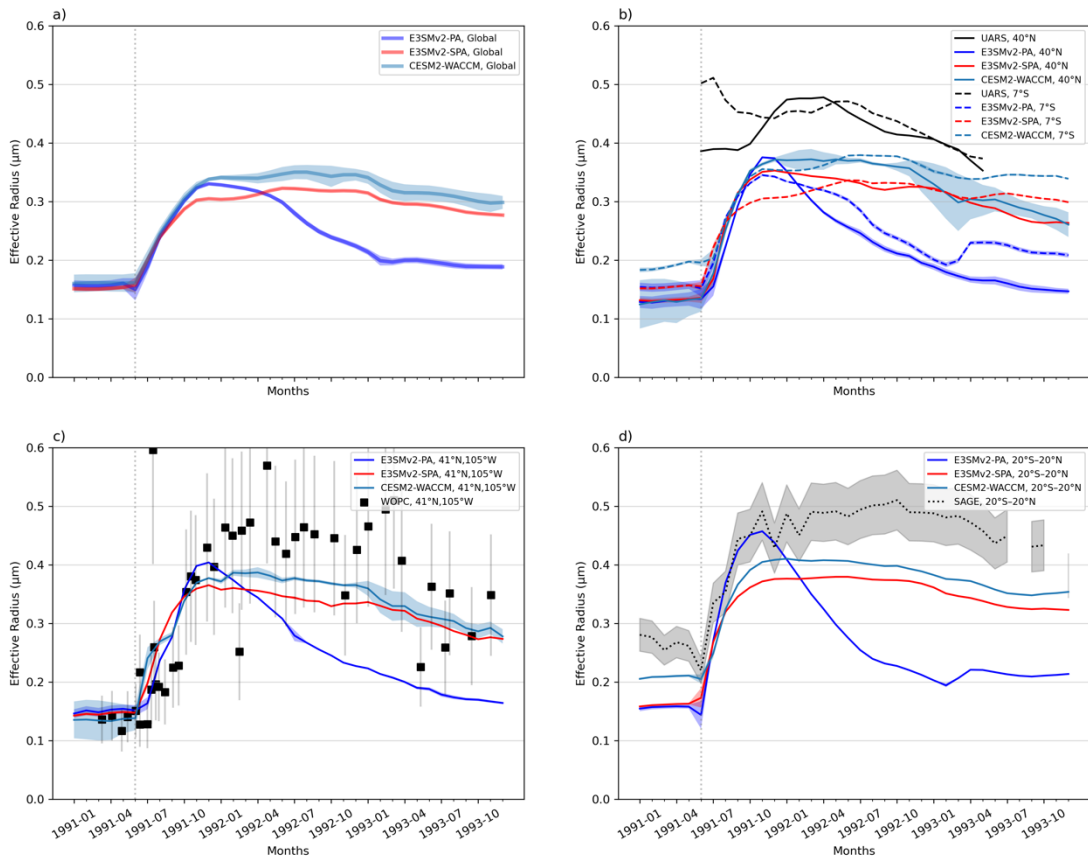 a)
0.6
0.5
0.4
0.3
0.2
0.1
0.0
Effective Radius (μm)
Months
E3SMv2-PA, Global
E3SMv2-SPA, Global
CESM2-WACCM, Global
b)
0.6
0.5
0.4
0.3
0.2
0.1
0.0
Effective Radius (μm)
Months
UARS, 40°N
E3SMv2-PA, 40°N
E3SMv2-SPA, 40°N
CESM2-WACCM, 40°N
UARS, 7°S
E3SMv2-PA, 7°S
E3SMv2-SPA, 7°S
CESM2-WACCM, 7°S
c)
0.6
0.5
0.4
0.3
0.2
0.1
0.0
Effective Radius (μm)
E3SMv2-PA, 41°N,105°W
E3SMv2-SPA, 41°N,105°W
CESM2-WACCM, 41°N,105°W
WOPC, 41°N,105°W
1991-01
1991-04
1991-07
1991-10
1992-01
1992-04
1992-07
1992-10
1993-01
1993-04
1993-07
1993-10
Months
d)
0.6
0.5
0.4
0.3
0.2
0.1
0.0
Effective Radius (μm)
E3SMv2-PA, 20°S–20°N
E3SMv2-SPA, 20°S–20°N
CESM2-WACCM, 20°S–20°N
SAGE, 20°S–20°N
1991-01
1991-04
1991-07
1991-10
1992-01
1992-04
1992-07
1992-10
1993-01
1993-04
1993-07
1993-10
Months